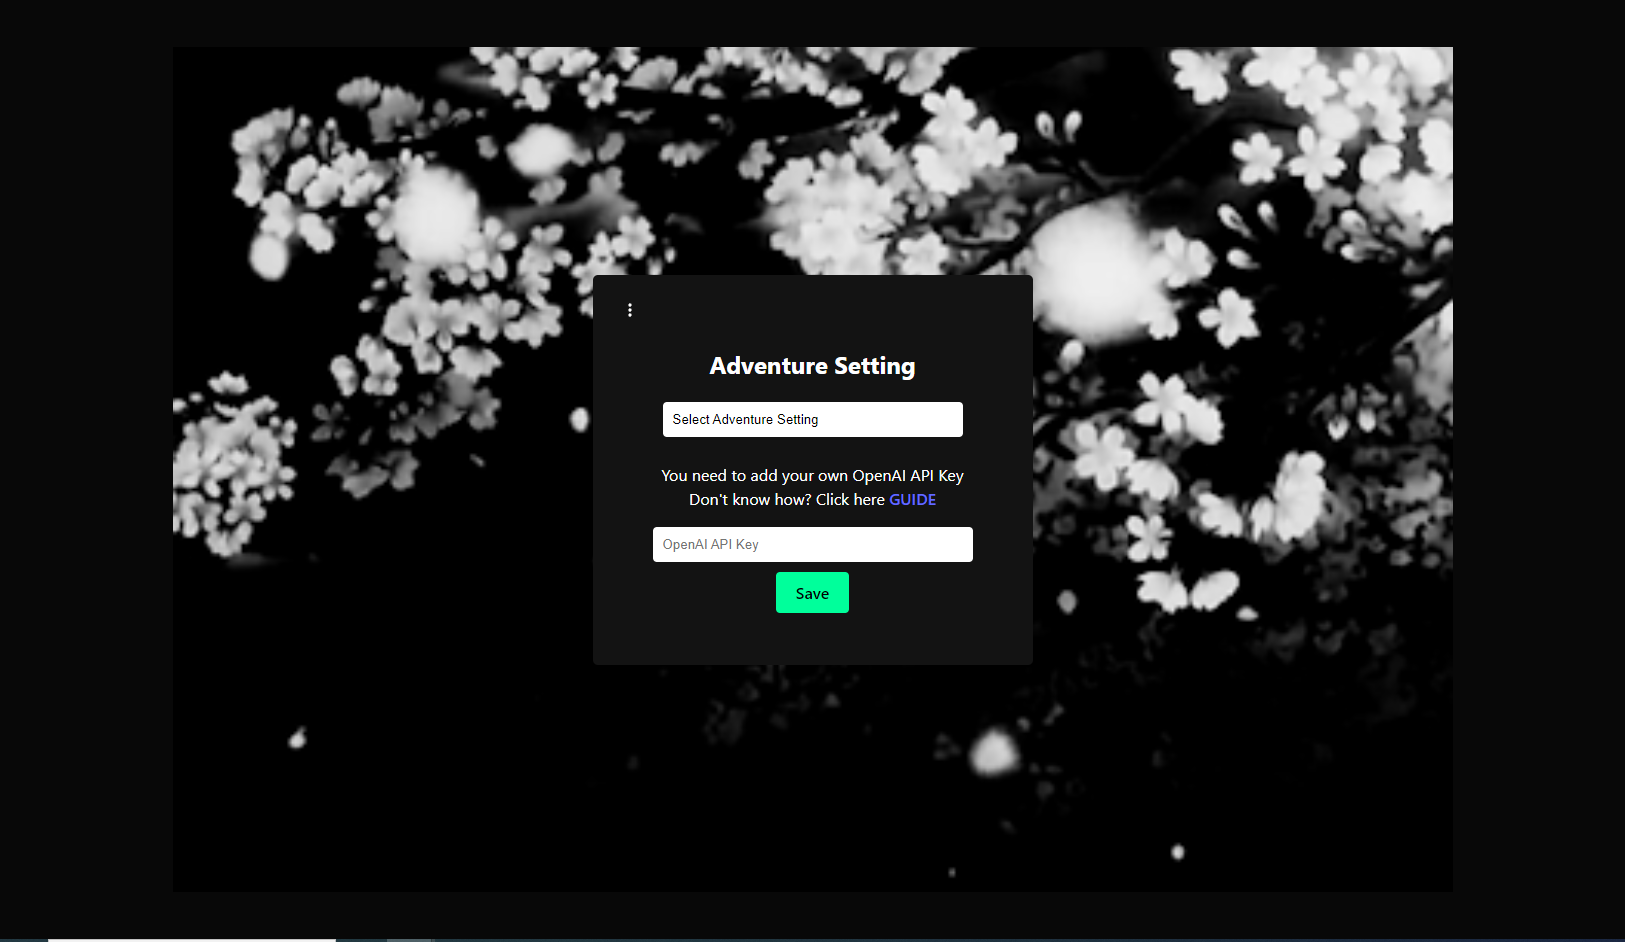 Adventure Setting
Select Adventure Setting
You need to add your own OpenAI API Key
Don't know how? Click here GUIDE
OpenAI API Key
Save